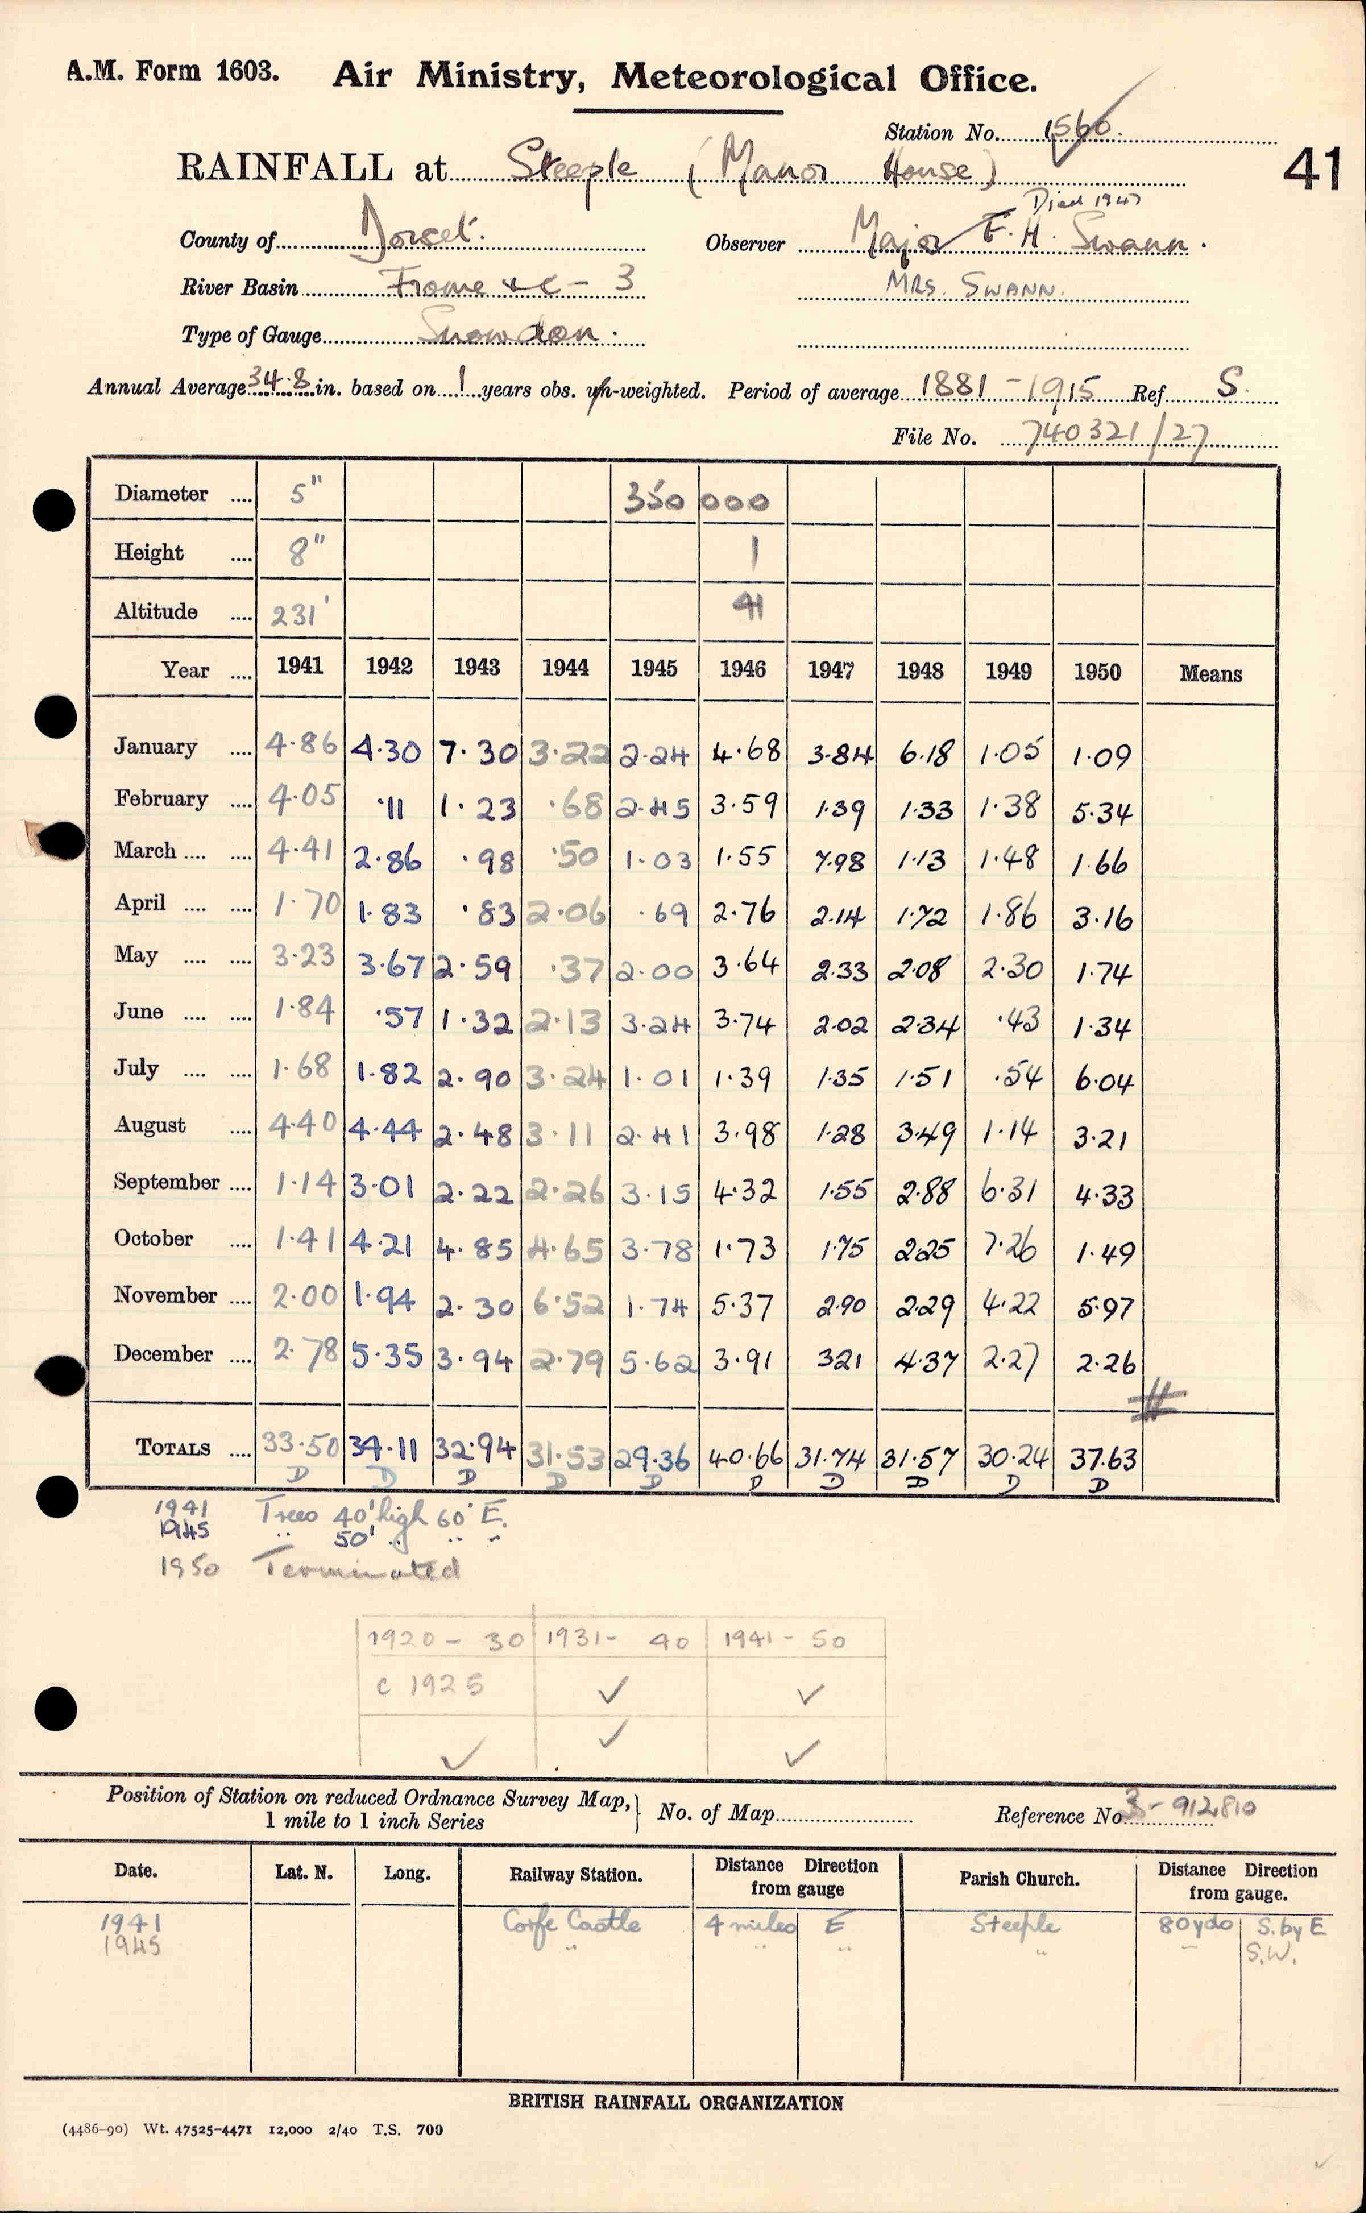 A.M. Form 1603. Air Ministry, Meteorological Office.
Station No. 1560.
RAINFALL at Steeple (Manor House)
41
Died 1947
County of Dorset. Observer Major E. H. Swann.
River Basin Frome &c - 3 MRS. SWANN.
Type of Gauge Snowdon.
Annual Average 34.8 in. based on 1 years obs. un-weighted. Period of average 1881-1915 Ref S.
File No. 740321/27
Diameter .... 5" 350 000
Height .... 8" 1
Altitude .... 231' 41
Year .... 1941 1942 1943 1944 1945 1946 1947 1948 1949 1950 Means
January .... 4.86 4.30 7.30 3.22 2.24 4.68 3.84 6.18 1.05 1.09
February .... 4.05 .11 1.23 .68 2.45 3.59 1.39 1.33 1.38 5.34
March .... .... 4.41 2.86 .98 .50 1.03 1.55 7.98 1.13 1.48 1.66
April .... .... 1.70 1.83 .83 2.06 .69 2.76 2.14 1.72 1.86 3.16
May .... .... 3.23 3.67 2.59 .37 2.00 3.64 2.33 2.08 2.30 1.74
June .... .... 1.84 .57 1.32 2.13 3.24 3.74 2.02 2.34 .43 1.34
July .... .... 1.68 1.82 2.90 3.24 1.01 1.39 1.35 1.51 .54 6.04
August .... 4.40 4.44 2.48 3.11 2.41 3.98 1.28 3.49 1.14 3.21
September .... 1.14 3.01 2.22 2.26 3.15 4.32 1.55 2.88 6.31 4.33
October .... 1.41 4.21 4.85 4.65 3.78 1.73 1.75 2.25 7.26 1.49
November .... 2.00 1.94 2.30 6.52 1.74 5.37 2.90 2.29 4.22 5.97
December .... 2.78 5.35 3.94 2.79 5.62 3.91 321 4.37 2.27 2.26
TOTALS .... 33.50 34.11 32.94 31.53 29.36 40.66 31.74 31.57 30.24 37.63
D D D D D D D D D D
1941 Trees 40' high 60' E.
1945 " 50' " " "
1950 Terminated
1920 - 30 1931 - 40 1941 - 50
c 1925 ✓ ✓
✓ ✓ ✓
Position of Station on reduced Ordnance Survey Map, 1 mile to 1 inch Series } No. of Map Reference No 3-912810
Date. Lat. N. Long. Railway Station. Distance Direction from gauge Parish Church. Distance Direction from gauge.
1941 Corfe Castle 4 miles E Steeple 80 yds S. by E
1945 " " " " " S.W.
BRITISH RAINFALL ORGANIZATION
(4486-90) Wt. 47525-4471 12,000 2/40 T.S. 700